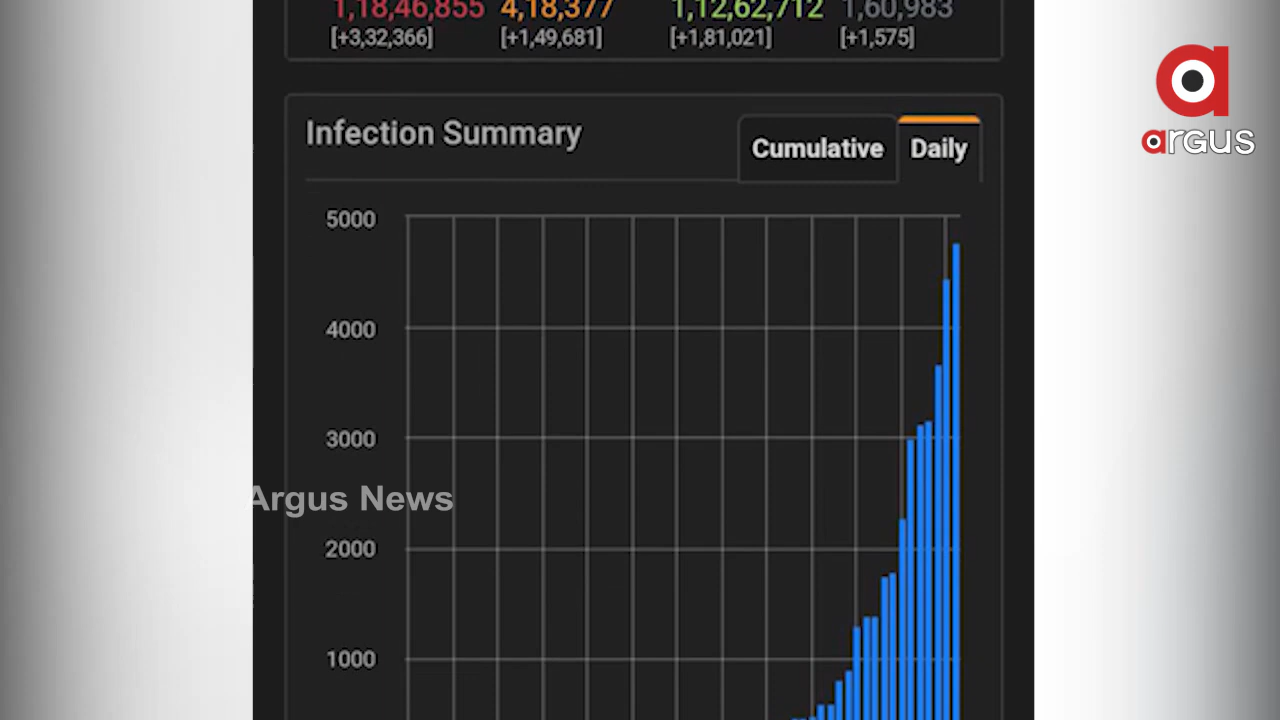 1,18,46,855 4,18,377 1,12,62,712 1,60,983
[+3,32,366] [+1,49,681] [+1,81,021] [+1,575]
argus
Infection Summary
Cumulative Daily
5000
4000
3000
Argus News
2000
1000